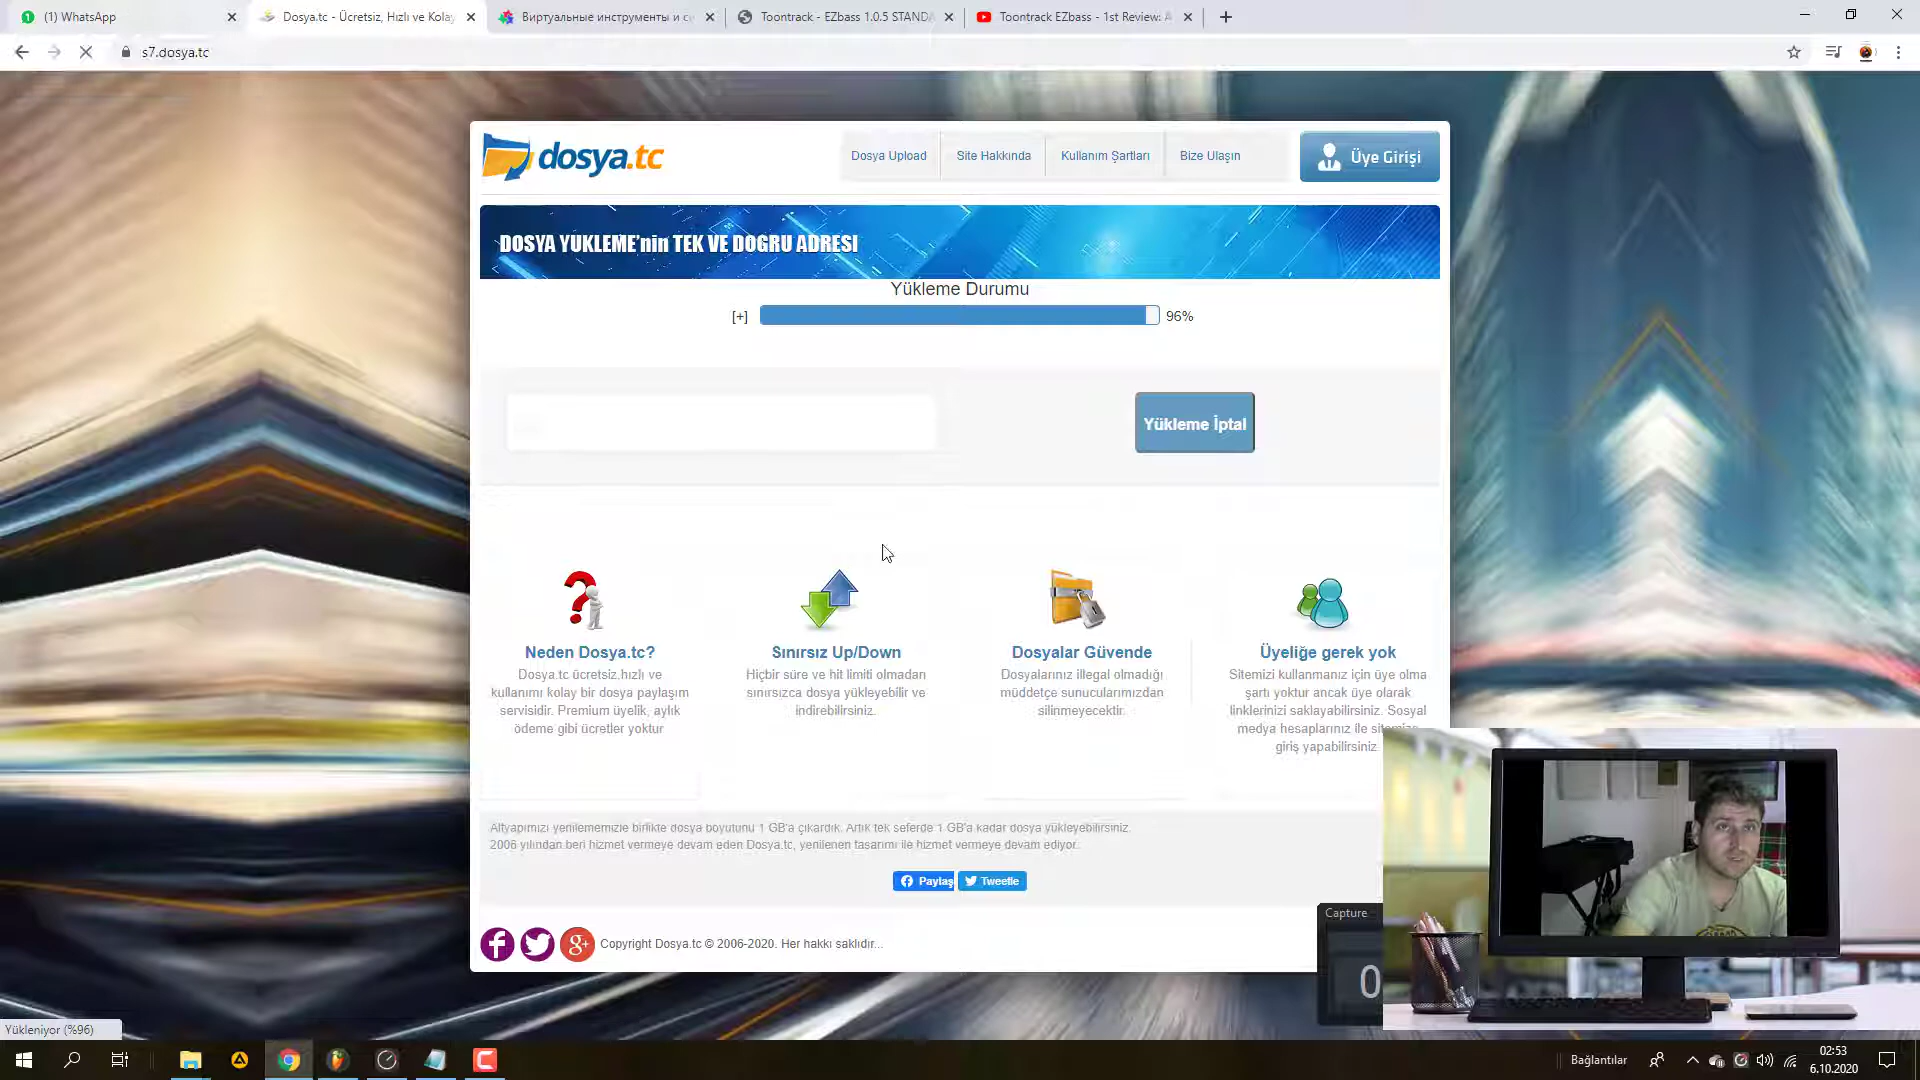 (1) WhatsApp
Dosya.tc - Ücretsiz, Hızlı ve Kolay
Виртуальные инструменты и с
Toontrack - EZbass 1.0.5 STANDA
Toontrack EZbass - 1st Review: A
s7.dosya.tc
dosya.tc
Dosya Upload
Site Hakkında
Kullanım Şartları
Bize Ulaşın
Üye Girişi
DOSYA YÜKLEME'nin TEK VE DOĞRU ADRESİ
Yükleme Durumu
[+]
96%
Yükleme İptal
Neden Dosya.tc?
Dosya.tc ücretsiz,hızlı ve
kullanımı kolay bir dosya paylaşım
servisidir. Premium üyelik, aylık
ödeme gibi ücretler yoktur
Sınırsız Up/Down
Hiçbir süre ve hit limiti olmadan
sınırsızca dosya yükleyebilir ve
indirebilirsiniz.
Dosyalar Güvende
Dosyalarınız illegal olmadığı
müddetçe sunucularımızdan
silinmeyecektir.
Üyeliğe gerek yok
Sitemizi kullanmanız için üye olma
şartı yoktur ancak üye olarak
linklerinizi saklayabilirsiniz. Sosyal
medya hesaplarınız ile sitemize
giriş yapabilirsiniz
Altyapımızı yenilememizle birlikte dosya boyutunu 1 GB'a çıkardık. Artık tek seferde 1 GB'a kadar dosya yükleyebilirsiniz.
2006 yılından beri hizmet vermeye devam eden Dosya.tc, yenilenen tasarımı ile hizmet vermeye devam ediyor.
Paylaş
Tweetle
Copyright Dosya.tc © 2006-2020. Her hakkı saklıdır...
Capture
0
Yükleniyor (%96)
Bağlantılar
02:53
6.10.2020